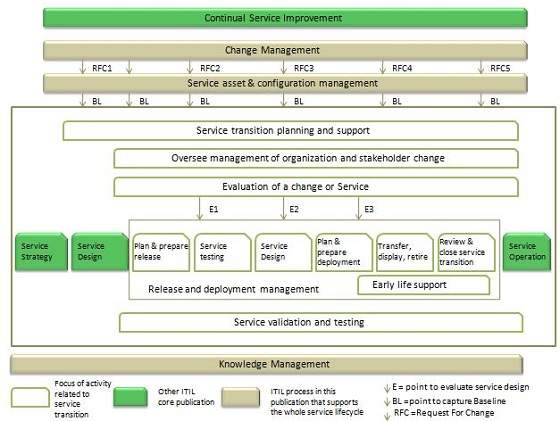 Continual Service Improvement
Change Management
RFC1 RFC2 RFC3 RFC4 RFC5
Service asset & configuration management
BL BL BL BL BL BL
Service transition planning and support
Oversee management of organization and stakeholder change
Evaluation of a change or Service
E1 E2 E3
Service
Strategy
Service
Design
Plan & prepare
release
Service
testing
Service
Design
Plan &
prepare
deployment
Transfer,
display, retire
Review &
close service
transition
Service
Operation
Release and deployment management
Early life support
Service validation and testing
Knowledge Management
Focus of activity
related to
service
transition
Other ITIL
core publication
ITIL process in this
publication that supports
the whole service lifecycle
E = point to evaluate service design
BL =point to capture Baseline
RFC =Request For Change